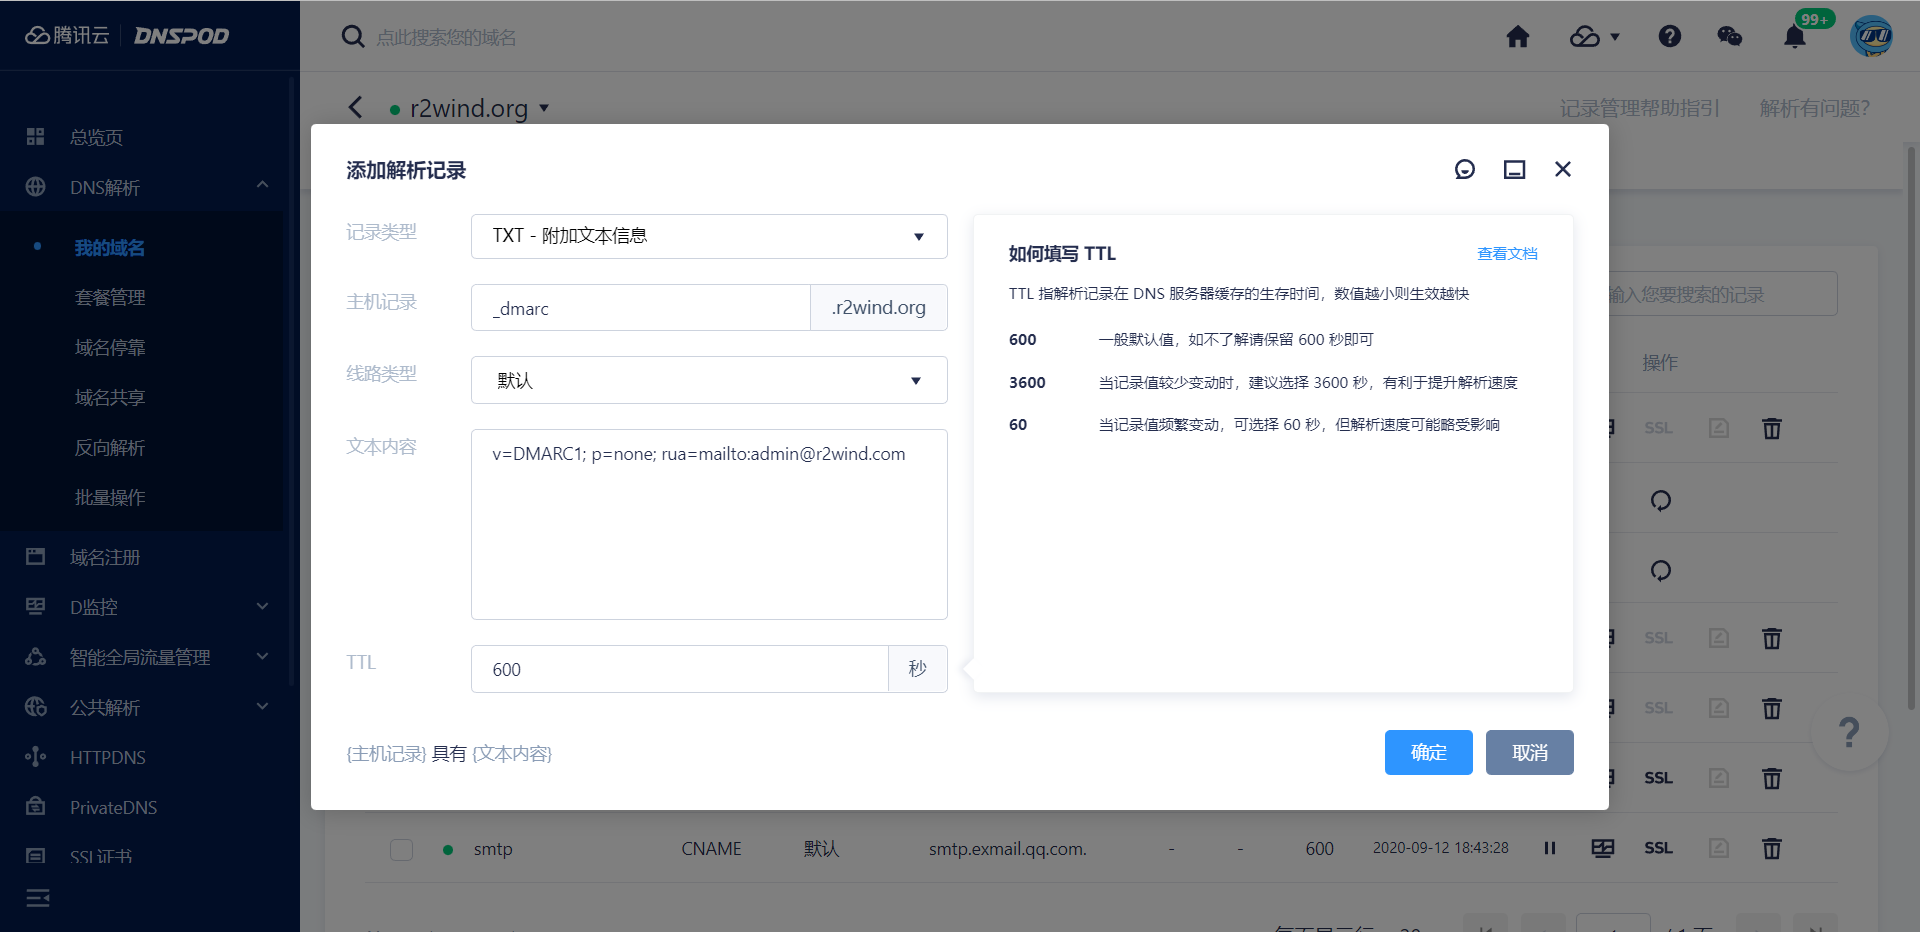 腾讯云 DNSPOD
点此搜索您的域名
99+
r2wind.org
记录管理帮助指引
解析有问题?
总览页
DNS解析
我的域名
套餐管理
域名停靠
域名共享
反向解析
批量操作
域名注册
D监控
智能全局流量管理
公共解析
HTTPDNS
PrivateDNS
SSL证书
添加解析记录
记录类型
TXT - 附加文本信息
主机记录
_dmarc
.r2wind.org
线路类型
默认
文本内容
v=DMARC1; p=none; rua=mailto:admin@r2wind.com
TTL
600
秒
如何填写 TTL
查看文档
TTL 指解析记录在 DNS 服务器缓存的生存时间，数值越小则生效越快
600 一般默认值，如不了解请保留 600 秒即可
3600 当记录值较少变动时，建议选择 3600 秒，有利于提升解析速度
60 当记录值频繁变动，可选择 60 秒，但解析速度可能略受影响
{主机记录} 具有 {文本内容}
确定
取消
输入您要搜索的记录
操作
SSL
SSL
SSL
SSL
?
smtp CNAME 默认 smtp.exmail.qq.com. - - 600 2020-09-12 18:43:28 SSL